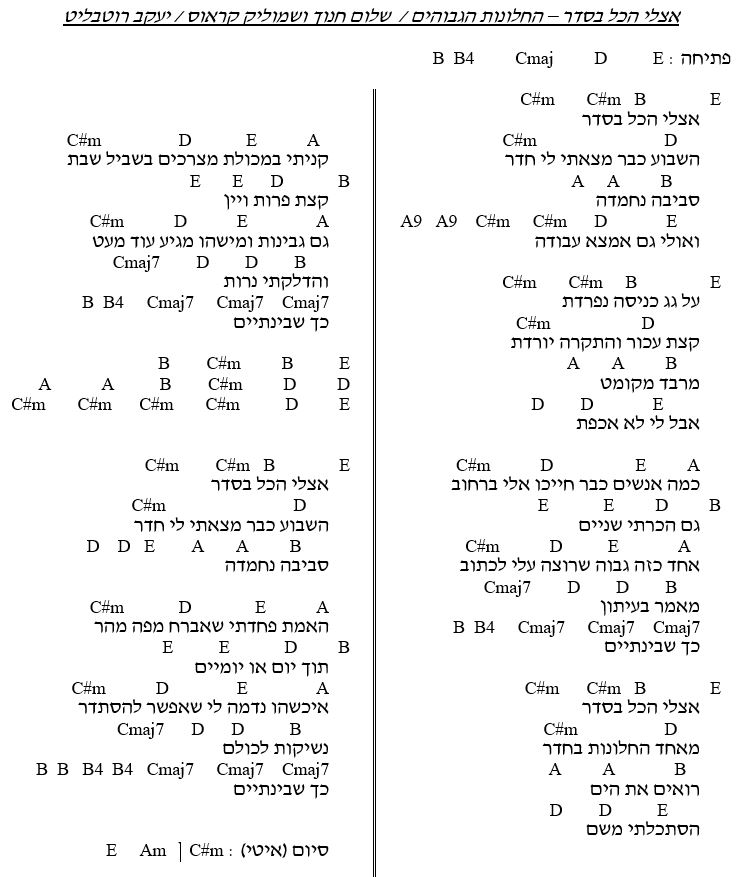 אצלי הכל בסדר – החלונות הגבוהים / שלום חנוך ושמוליק קראוס / יעקב רוטבליט
פתיחה : E D Cmaj B B4
C#m C#m B E
אצלי הכל בסדר
C#m D
השבוע כבר מצאתי לי חדר
A A B
סביבה נחמדה
A9 A9 C#m C#m D E
ואולי גם אמצא עבודה
C#m C#m B E
על גג כניסה נפרדת
C#m D
קצת עכור והתקרה יורדת
A A B
מרבד מקומט
D D E
אבל לי לא אכפת
C#m D E A
כמה אנשים כבר חייכו אלי ברחוב
E E D B
גם הכרתי שניים
C#m D E A
אחד כזה גבוה שרוצה עלי לכתוב
Cmaj7 D D B
מאמר בעיתון
B B4 Cmaj7 Cmaj7 Cmaj7
כך שבינתיים
C#m C#m B E
אצלי הכל בסדר
C#m D
מאחד החלונות בחדר
A A B
רואים את הים
D D E
הסתכלתי משם
C#m D E A
קניתי במכולת מצרכים בשביל שבת
E E D B
קצת פרות ויין
C#m D E A
גם גבינות ומישהו מגיע עוד מעט
Cmaj7 D D B
והדלקתי נרות
B B4 Cmaj7 Cmaj7 Cmaj7
כך שבינתיים
B C#m B E
A A B C#m D D
C#m C#m C#m C#m D E
C#m C#m B E
אצלי הכל בסדר
C#m D
השבוע כבר מצאתי לי חדר
D D E A A B
סביבה נחמדה
C#m D E A
האמת פחדתי שאברח מפה מהר
E E D B
תוך יום או יומיים
C#m D E A
איכשהו נדמה לי שאפשר להסתדר
Cmaj7 D D B
נשיקות לכולם
B B B4 B4 Cmaj7 Cmaj7 Cmaj7
כך שבינתיים
סיום (איטי) : C#m ] Am E